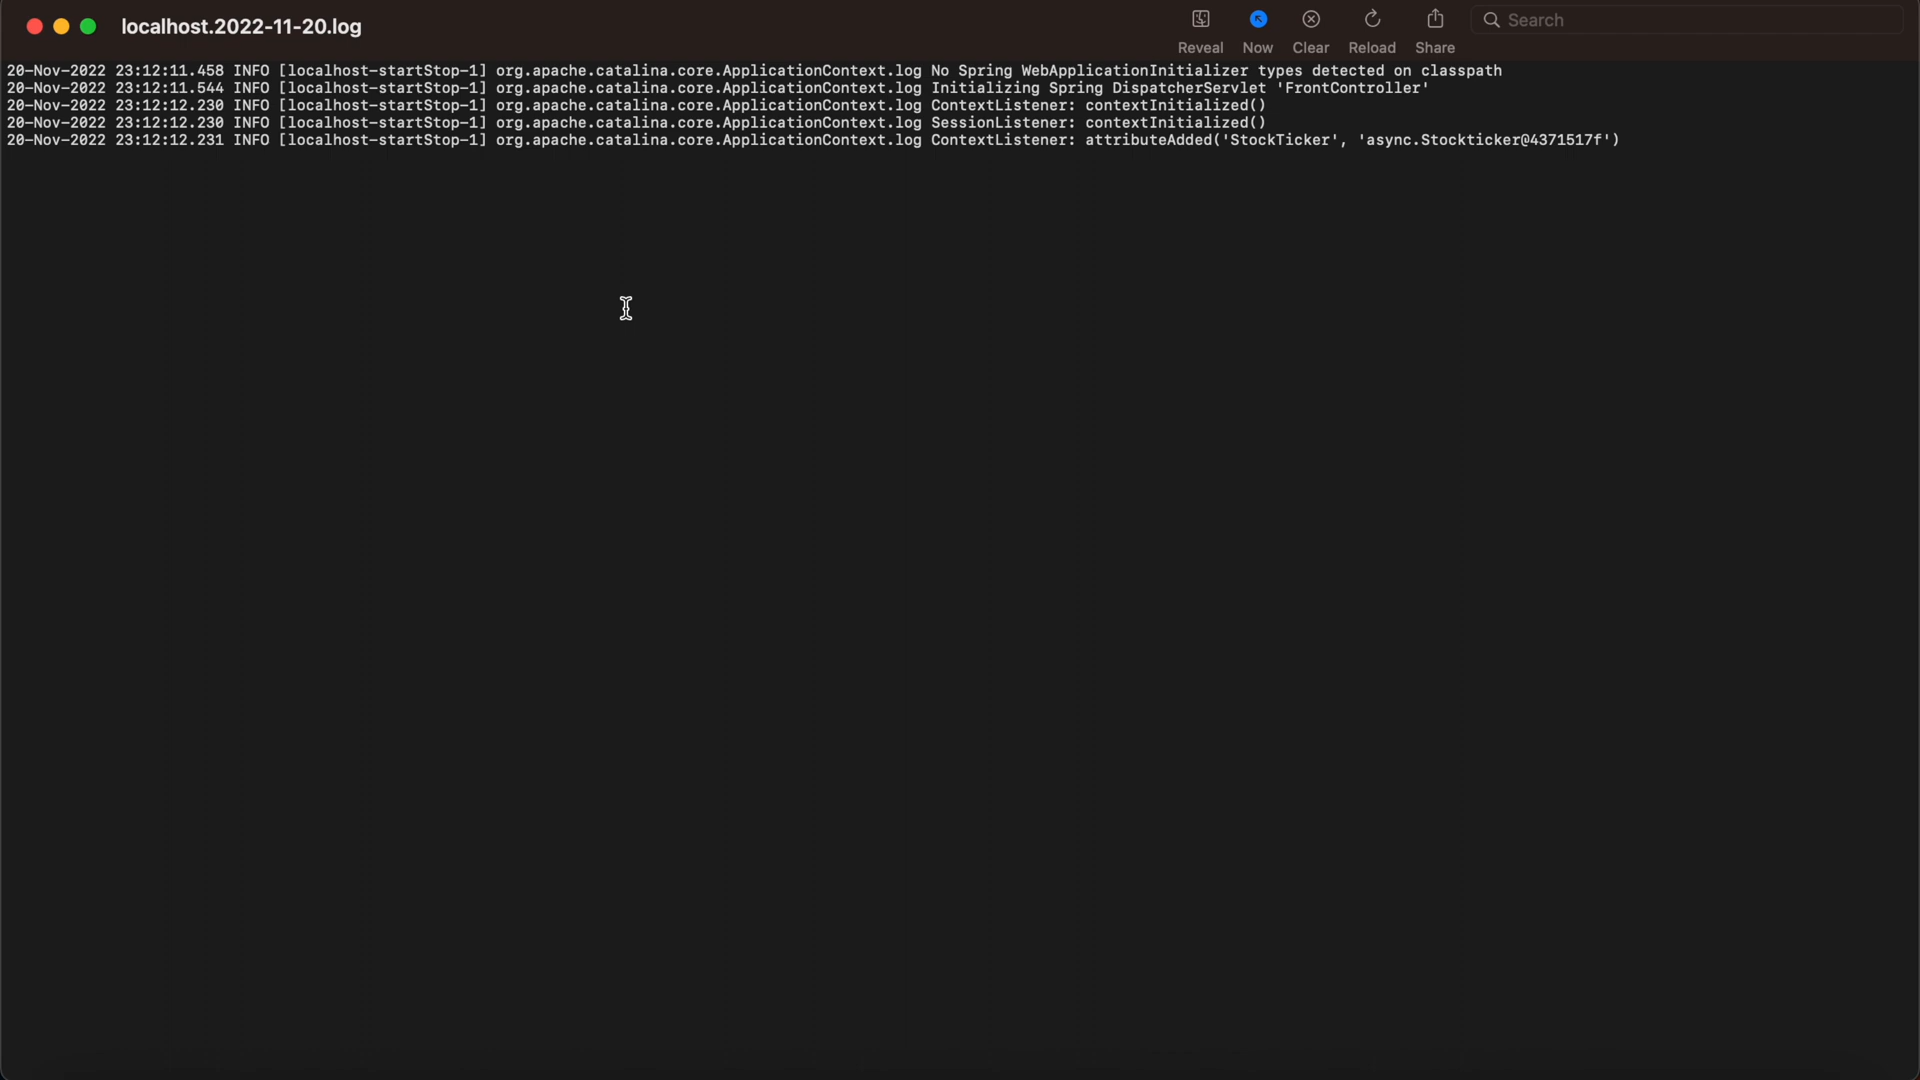 localhost.2022-11-20.log
Reveal Now Clear Reload Share Search
20-Nov-2022 23:12:11.458 INFO [localhost-startStop-1] org.apache.catalina.core.ApplicationContext.log No Spring WebApplicationInitializer types detected on classpath
20-Nov-2022 23:12:11.544 INFO [localhost-startStop-1] org.apache.catalina.core.ApplicationContext.log Initializing Spring DispatcherServlet 'FrontController'
20-Nov-2022 23:12:12.230 INFO [localhost-startStop-1] org.apache.catalina.core.ApplicationContext.log ContextListener: contextInitialized()
20-Nov-2022 23:12:12.230 INFO [localhost-startStop-1] org.apache.catalina.core.ApplicationContext.log SessionListener: contextInitialized()
20-Nov-2022 23:12:12.231 INFO [localhost-startStop-1] org.apache.catalina.core.ApplicationContext.log ContextListener: attributeAdded('StockTicker', 'async.Stockticker@4371517f')